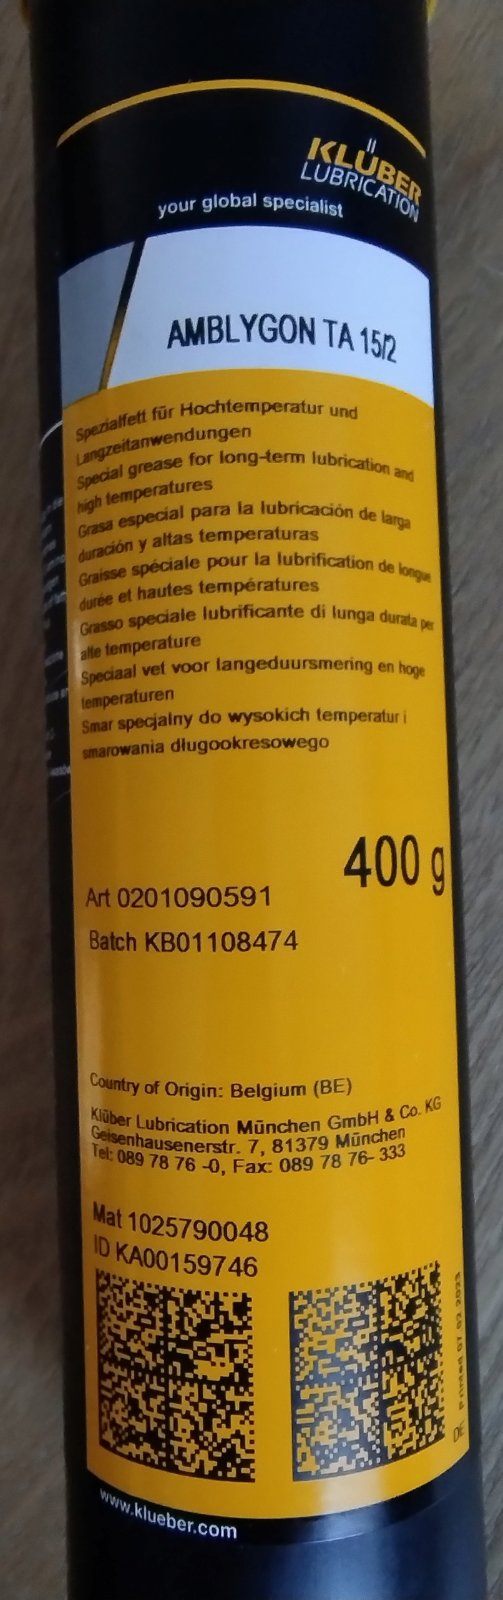 KLÜBER
LUBRICATION
your global specialist
AMBLYGON TA 15/2
Spezialfett für Hochtemperatur und
Langzeitanwendungen
Special grease for long-term lubrication and
high temperatures
Grasa especial para la lubricación de larga
duración y altas temperaturas
Graisse spéciale pour la lubrification de longue
durée et hautes températures
Grasso speciale lubrificante di lunga durata per
alte temperature
Speciaal vet voor langeduursmering en hoge
temperaturen
Smar specjalny do wysokich temperatur i
smarowania długookresowego
400 g
Art 0201090591
Batch KB01108474
Country of Origin: Belgium (BE)
Klüber Lubrication München GmbH & Co. KG
Geisenhausenerstr. 7, 81379 München
Tel: 089 78 76 -0, Fax: 089 78 76- 333
Mat 1025790048
ID KA00159746
DE Printed 07.02.2023
www.klueber.com